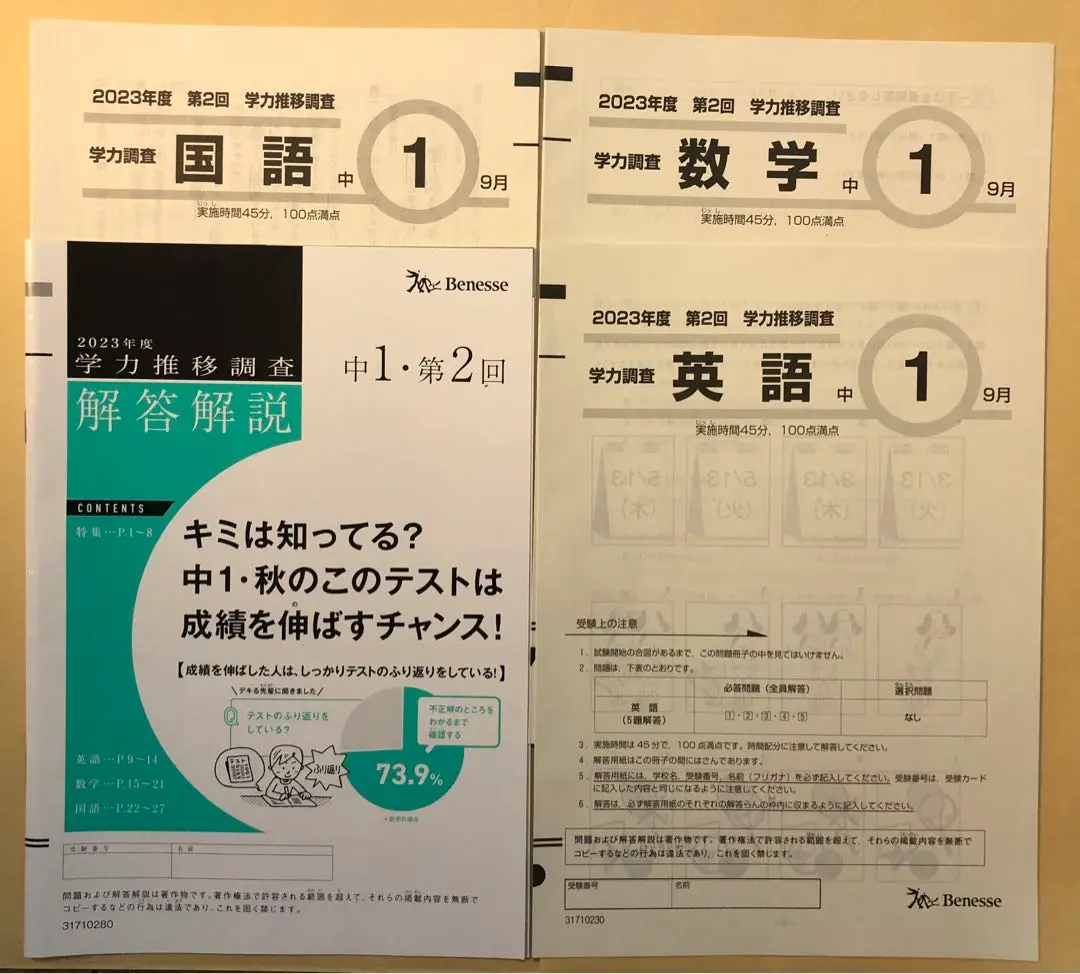 2023年度 第2回 学力推移調査
学力調査 国語 中 1 9月
実施時間45分，100点満点
2023年度 第2回 学力推移調査
学力調査 数学 中 1 9月
実施時間45分，100点満点
Benesse
2023年度
学力推移調査
解答解説
中1・第2回
CONTENTS
特集…P.1～8
キミは知ってる?
中1・秋のこのテストは
成績を伸ばすチャンス!
【成績を伸ばした人は、しっかりテストのふり返りをしている!】
＼デキる先輩に聞きました／
Q テストのふり返りを
している?
不正解のところを
わかるまで
確認する
ふり返り
73.9%
英語…P.9～14
数学…P.15～21
国語…P.22～27
受験番号 名前
問題および解答解説は著作物です。著作権法で許容される範囲を超えて、それらの掲載内容を無断で
コピーするなどの行為は違法であり、これを固く禁じます。
31710280
2023年度 第2回 学力推移調査
学力調査 英語 中 1 9月
実施時間45分，100点満点
受験上の注意
1．試験開始の合図があるまで、この問題冊子の中を見てはいけません。
2．問題は、下表のとおりです。
必答問題（全員解答） 選択問題
英語
（5題解答） 1・2・3・4・5 なし
3．実施時間は45分で，100点満点です。時間配分に注意して解答してください。
4．解答用紙はこの冊子の間にはさんであります。
5．解答用紙には，学校名，受験番号，名前（フリガナ）を必ず記入してください。受験番号は，受験カード
に記入した内容と同じになるように注意してください。
6．解答は，必ず解答用紙のそれぞれの解答らんの枠内に収まるように記入してください。
問題および解答解説は著作物です。著作権法で許容される範囲を超えて，それらの掲載内容を無断で
コピーするなどの行為は違法であり，これを固く禁じます。
受験番号 名前
Benesse
31710230